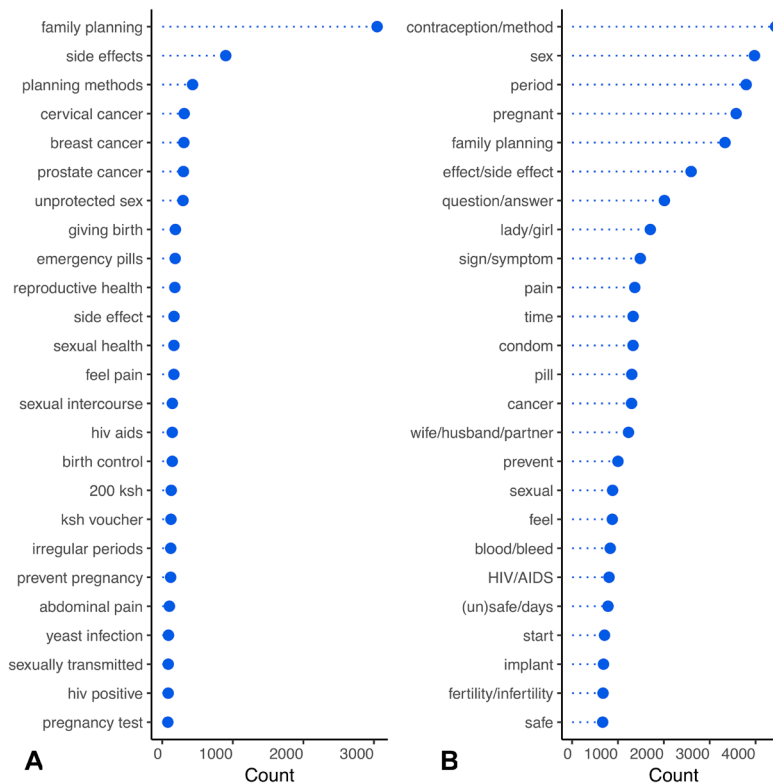 family planning
side effects
planning methods
cervical cancer
breast cancer
prostate cancer
unprotected sex
giving birth
emergency pills
reproductive health
side effect
sexual health
feel pain
sexual intercourse
hiv aids
birth control
200 ksh
ksh voucher
irregular periods
prevent pregnancy
abdominal pain
yeast infection
sexually transmitted
hiv positive
pregnancy test
0 1000 2000 3000
A
Count
contraception/method
sex
period
pregnant
family planning
effect/side effect
question/answer
lady/girl
sign/symptom
pain
time
condom
pill
cancer
wife/husband/partner
prevent
sexual
feel
blood/bleed
HIV/AIDS
(un)safe/days
start
implant
fertility/infertility
safe
0 1000 2000 3000 4000
B
Count